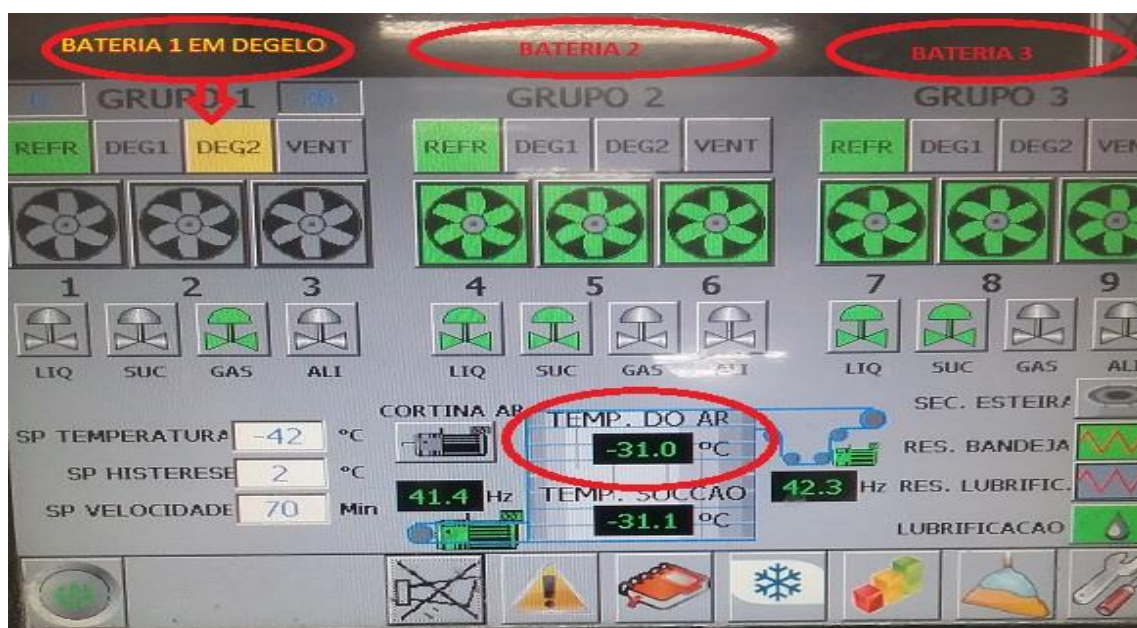 BATERIA 1 EM DEGELO
BATERIA 2
BATERIA 3
GRUPO 1
GRUPO 2
GRUPO 3
REFR DEG1 DEG2 VENT
REFR DEG1 DEG2 VENT
REFR DEG1 DEG2 VEN
1 2 3
4 5 6
7 8 9
LIQ SUC GAS ALI
LIQ SUC GAS
LIQ SUC GAS ALI
SP TEMPERATURA -42 °C
SP HISTERESE 2 °C
SP VELOCIDADE 70 Min
CORTINA AR
41.4 Hz
TEMP. DO AR
-31.0 °C
TEMP. SUCCAO
-31.1 °C
42.3 Hz
SEC. ESTEIRA
RES. BANDEJA
RES. LUBRIFIC.
LUBRIFICACAO